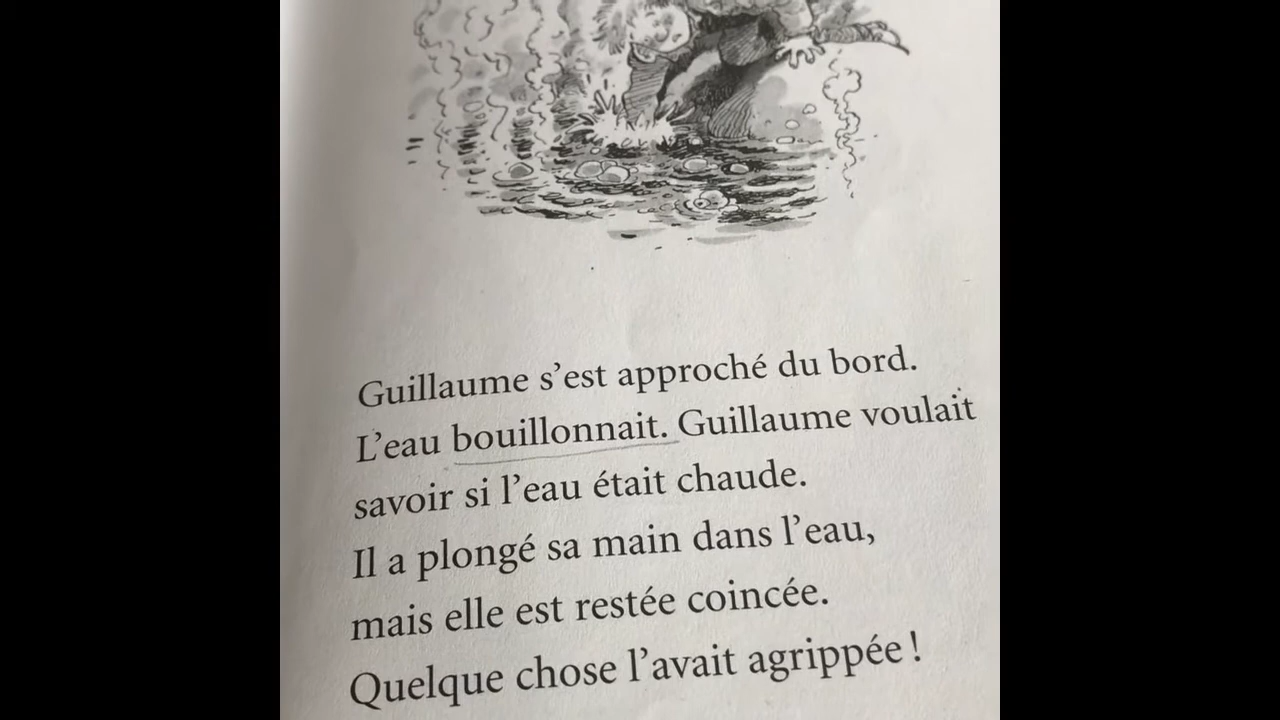 Guillaume s’est approché du bord.
L’eau bouillonnait. Guillaume voulait
savoir si l’eau était chaude.
Il a plongé sa main dans l’eau,
mais elle est restée coincée.
Quelque chose l’avait agrippée !